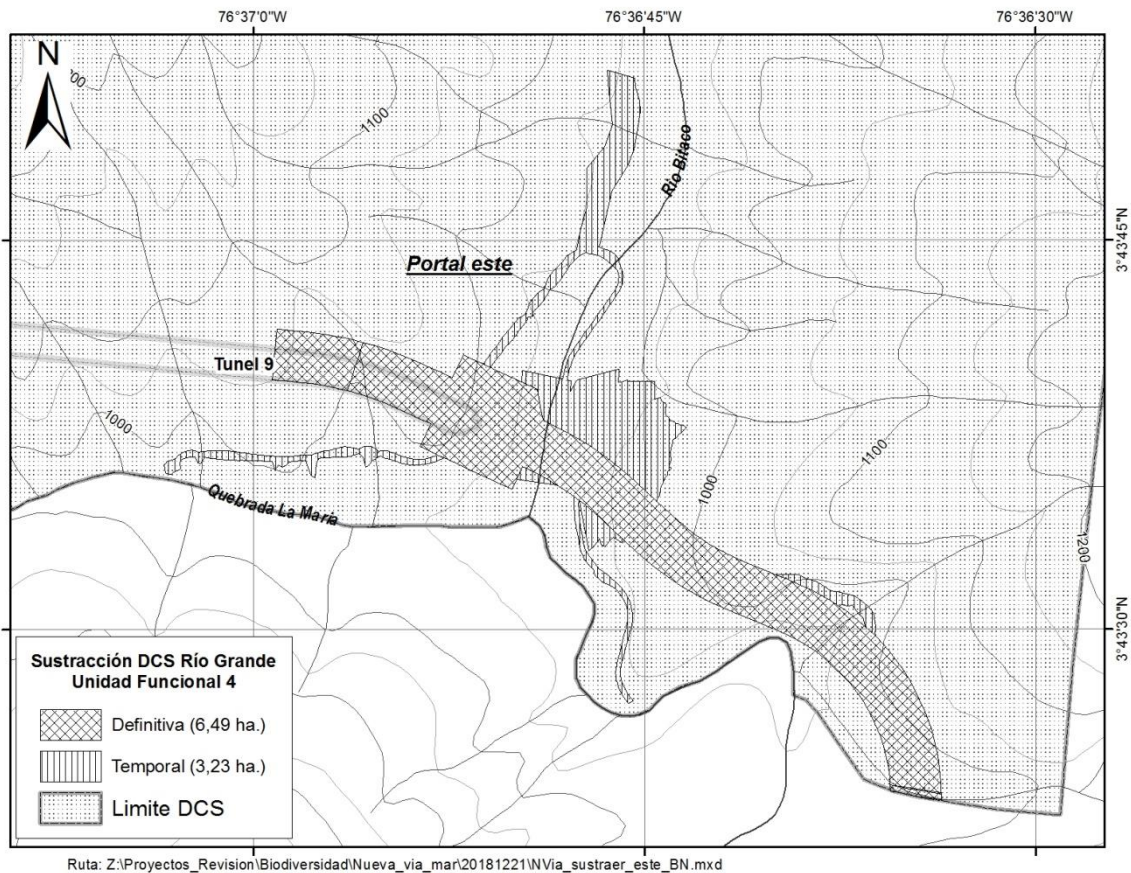 76°37'0"W 76°36'45"W 76°36'30"W
N
1100
Río Bitaco
3°43'45"N
Portal este
Tunel 9
1000
1100
1000
Quebrada La Maria
1200
3°43'30"N
Sustracción DCS Río Grande
Unidad Funcional 4
Definitiva (6,49 ha.)
Temporal (3,23 ha.)
Limite DCS
Ruta: Z:\Proyectos_Revision\Biodiversidad\Nueva_via_mar\20181221\NVia_sustraer_este_BN.mxd